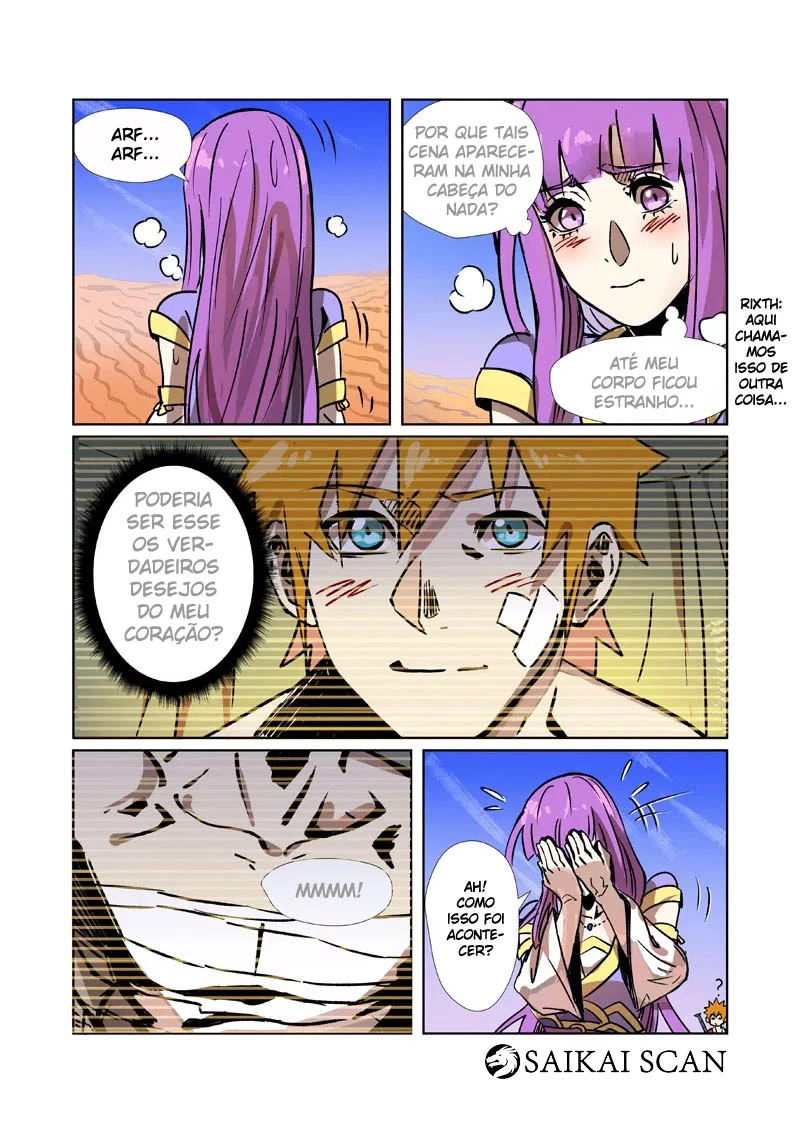 ARF...
ARF...
POR QUE TAIS
CENA APARECE-
RAM NA MINHA
CABEÇA DO
NADA?
ATÉ MEU
CORPO FICOU
ESTRANHO...
RIXTH:
AQUI
CHAMA-
MOS
ISSO DE
OUTRA
COISA...
PODERIA
SER ESSE
OS VER-
DADEIROS
DESEJOS
DO MEU
CORAÇÃO?
MMMM!
AH!
COMO
ISSO FOI
ACONTE-
CER?
?
SAIKAI SCAN